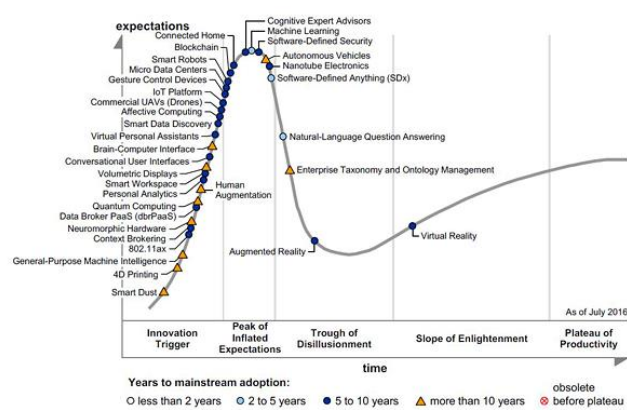 expectations
Cognitive Expert Advisors
Connected Home
Machine Learning
Blockchain
Software-Defined Security
Smart Robots
Autonomous Vehicles
Micro Data Centers
Nanotube Electronics
Gesture Control Devices
Software-Defined Anything (SDx)
IoT Platform
Commercial UAVs (Drones)
Affective Computing
Smart Data Discovery
Virtual Personal Assistants
Natural-Language Question Answering
Brain-Computer Interface
Conversational User Interfaces
Volumetric Displays
Enterprise Taxonomy and Ontology Management
Smart Workspace
Human
Augmentation
Personal Analytics
Quantum Computing
Data Broker PaaS (dbrPaaS)
Neuromorphic Hardware
Context Brokering
802.11ax
Virtual Reality
Augmented Reality
General-Purpose Machine Intelligence
4D Printing
Smart Dust
As of July 2016
Innovation
Trigger
Peak of
Inflated
Expectations
Trough of
Disillusionment
Slope of Enlightenment
Plateau of
Productivity
time
Years to mainstream adoption:
less than 2 years
2 to 5 years
5 to 10 years
more than 10 years
obsolete
before plateau